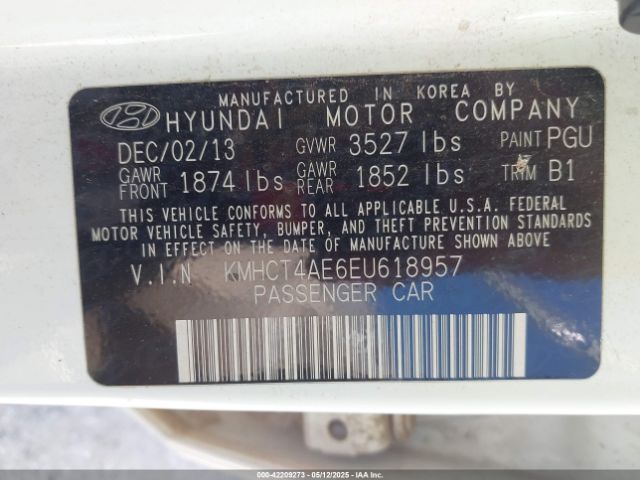 MANUFACTURED IN KOREA BY
HYUNDAI MOTOR COMPANY
DEC/02/13 GVWR 3527 lbs PAINT PGU
GAWR FRONT 1874 lbs GAWR REAR 1852 lbs TRIM B1
THIS VEHICLE CONFORMS TO ALL APPLICABLE U.S.A. FEDERAL
MOTOR VEHICLE SAFETY, BUMPER, AND THEFT PREVENTION STANDARDS
IN EFFECT ON THE DATE OF MANUFACTURE SHOWN ABOVE.
V.I.N KMHCT4AE6EU618957
PASSENGER CAR
000-42209273 - 05/12/2025 - © IAA Holdings, LLC